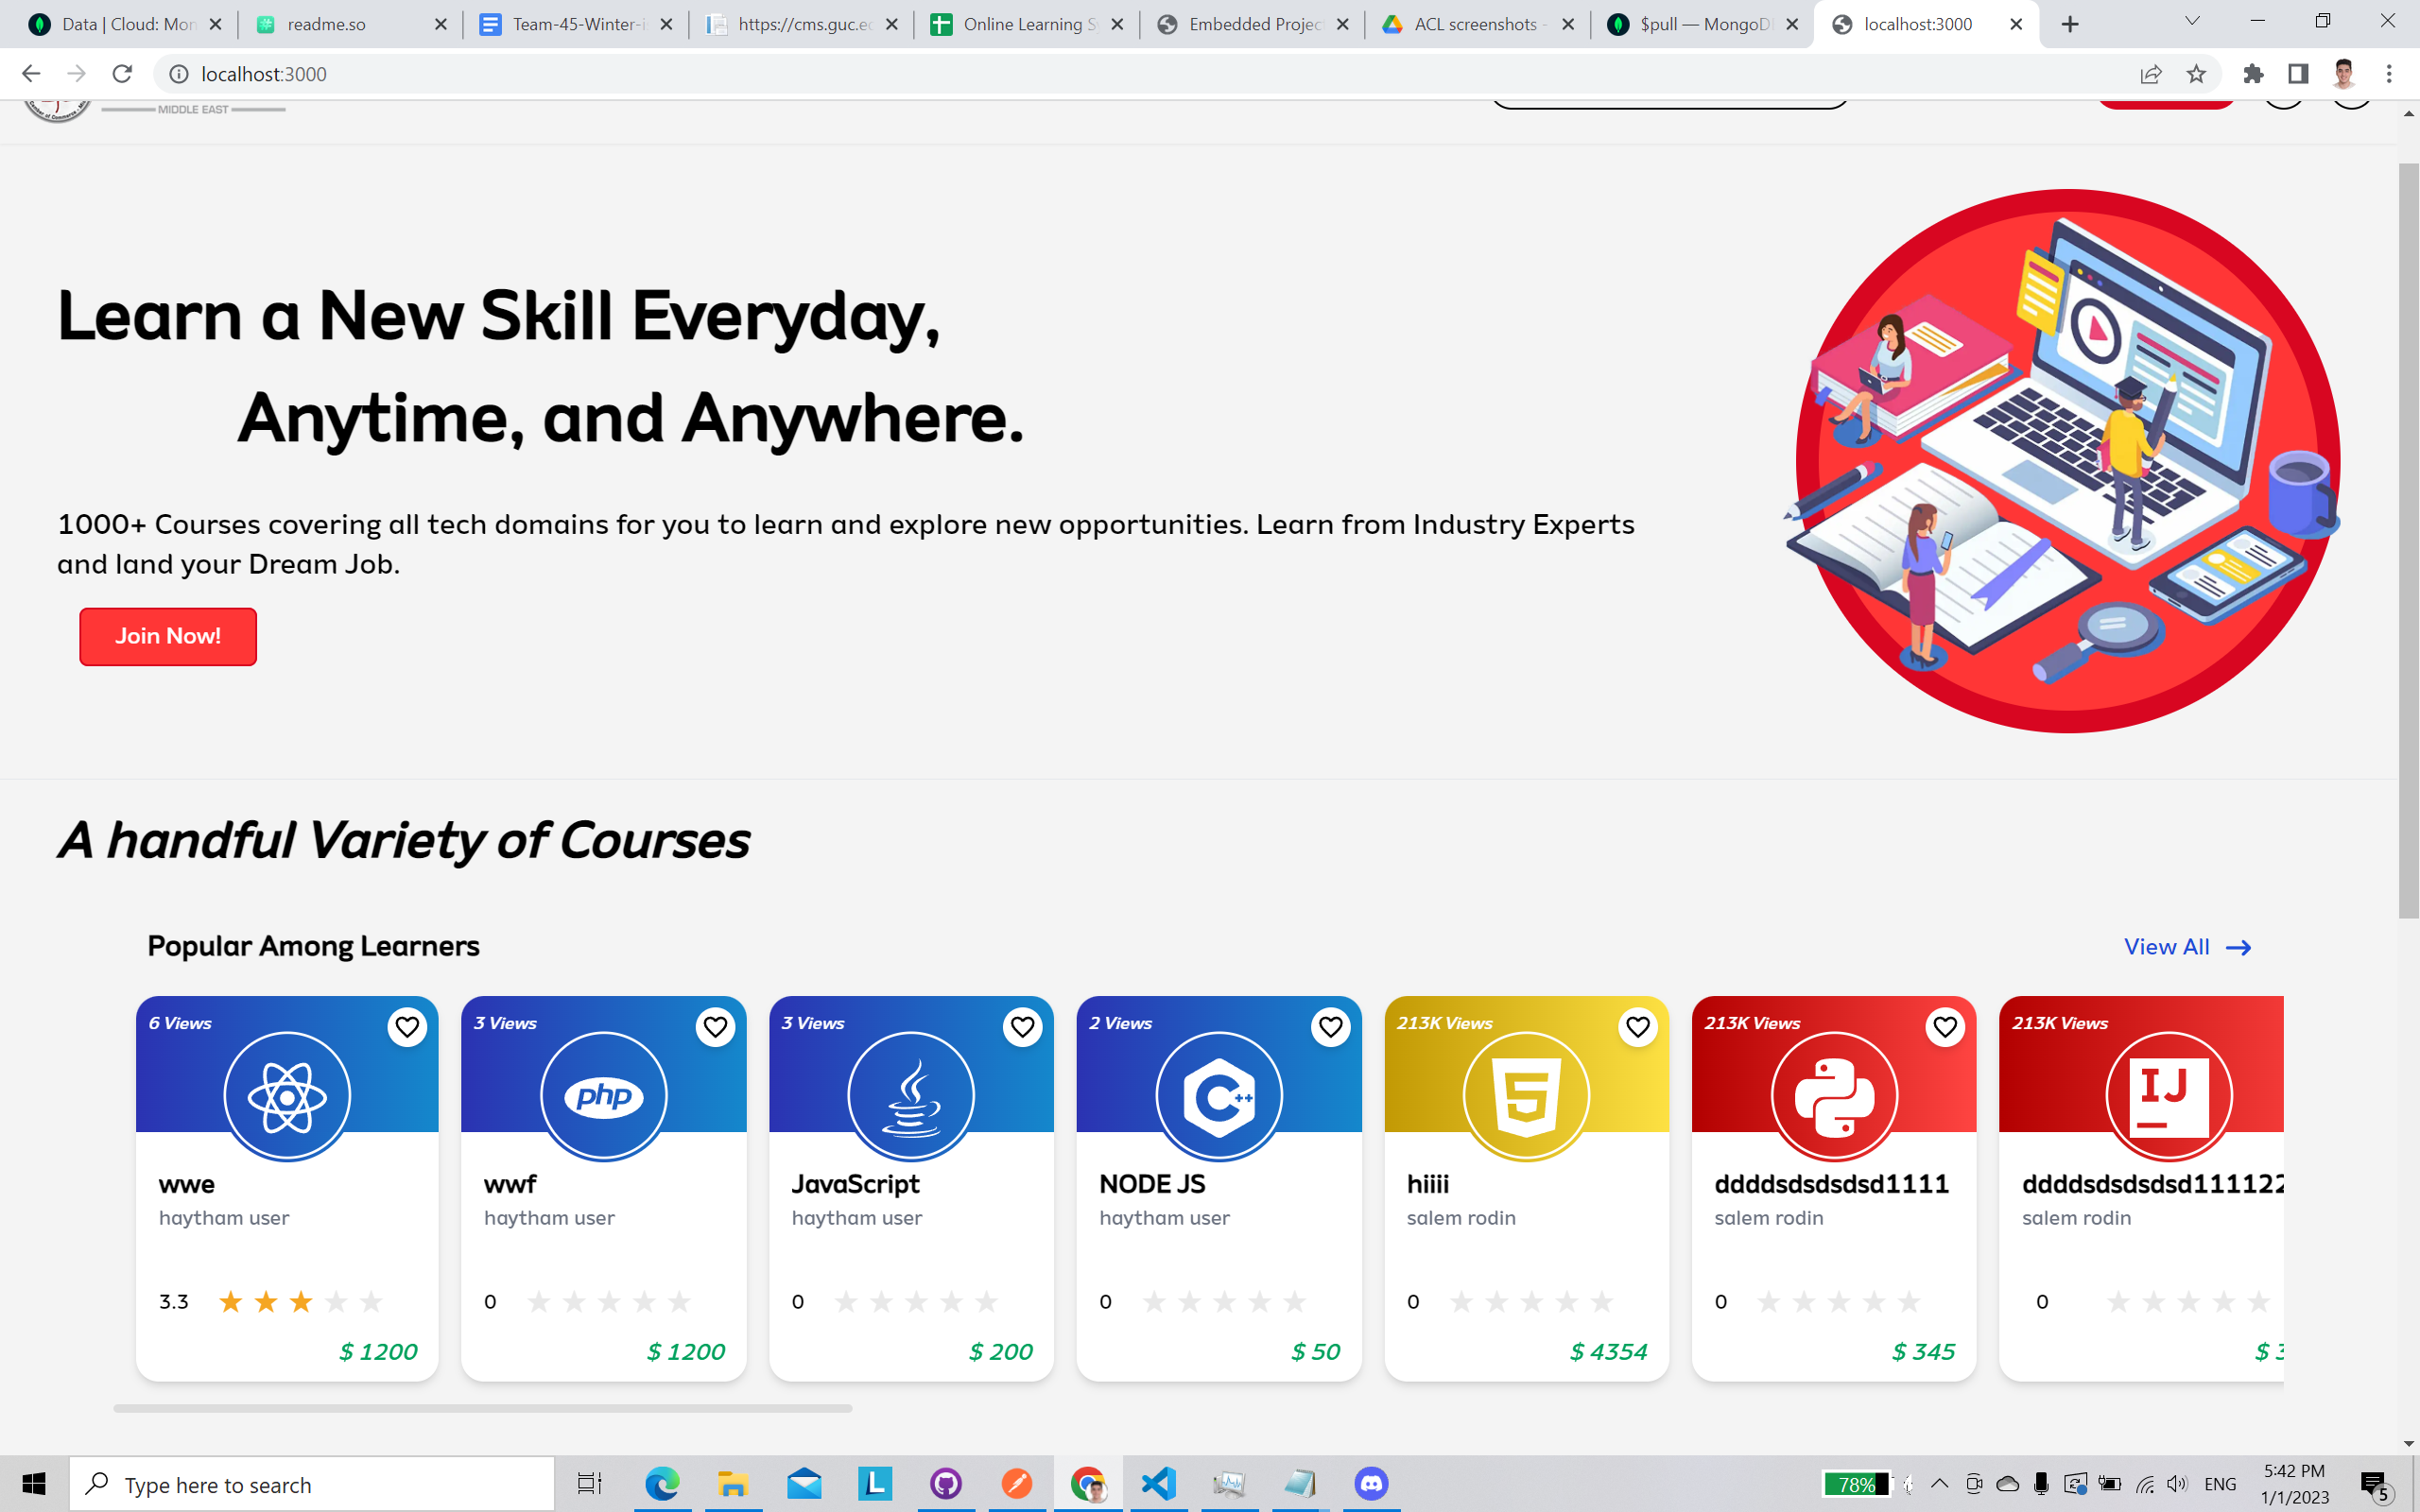 Data | Cloud: Mon
readme.so
Team-45-Winter-i
https://cms.guc.ec
Online Learning Sy
Embedded Projec
ACL screenshots -
$pull — MongoD
localhost:3000
localhost:3000
MIDDLE EAST
Learn a New Skill Everyday,
Anytime, and Anywhere.
1000+ Courses covering all tech domains for you to learn and explore new opportunities. Learn from Industry Experts
and land your Dream Job.
Join Now!
A handful Variety of Courses
Popular Among Learners
View All
6 Views
3 Views
3 Views
2 Views
213K Views
213K Views
213K Views
php
C++
5
IJ
wwe
wwf
JavaScript
NODE JS
hiiii
ddddsdsdsdsd1111
ddddsdsdsdsd111122
haytham user
haytham user
haytham user
haytham user
salem rodin
salem rodin
salem rodin
3.3
0
0
0
0
0
0
$ 1200
$ 1200
$ 200
$ 50
$ 4354
$ 345
$ 3
Type here to search
L
78%
ENG
5:42 PM
1/1/2023
5